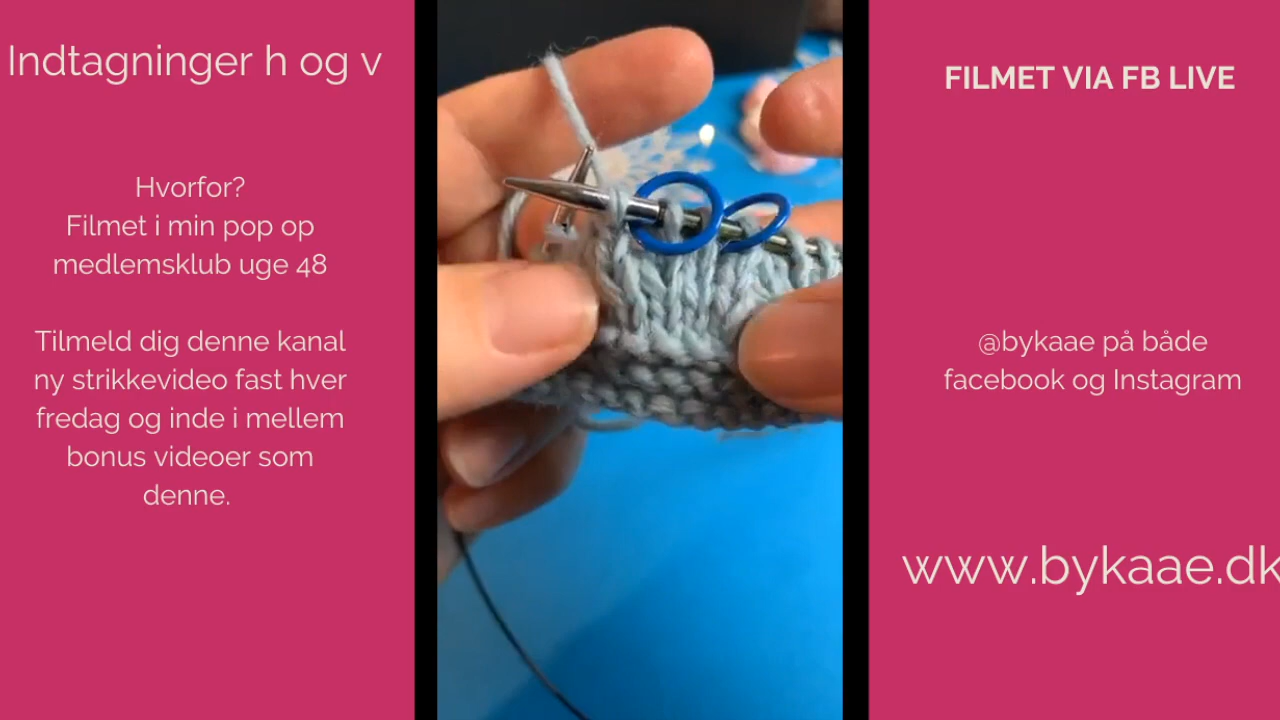 Indtagninger h og v
Hvorfor?
Filmet i min pop op
medlemsklub uge 48
Tilmeld dig denne kanal
ny strikkevideo fast hver
fredag og inde i mellem
bonus videoer som
denne.
FILMET VIA FB LIVE
@bykaae på både
facebook og Instagram
www.bykaae.dk